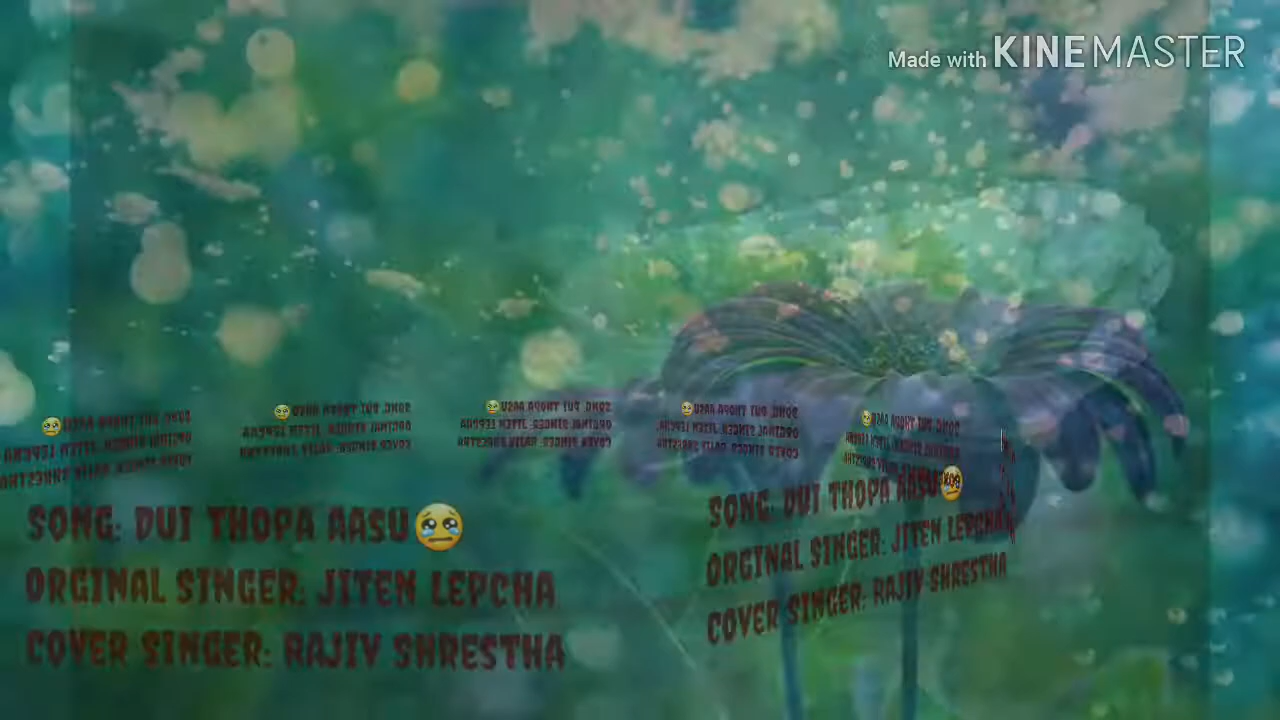 Made with KINEMASTER
SONG: DUI THOPA AASU🥹
ORGINAL SINGER: JITEN LEPCHA
COVER SINGER: RAJIV SHRESTHA
SONG: DUI THOPA AASU
ORGINAL SINGER: JITEN LEPCHA
COVER SINGER: RAJIV SHRESTHA